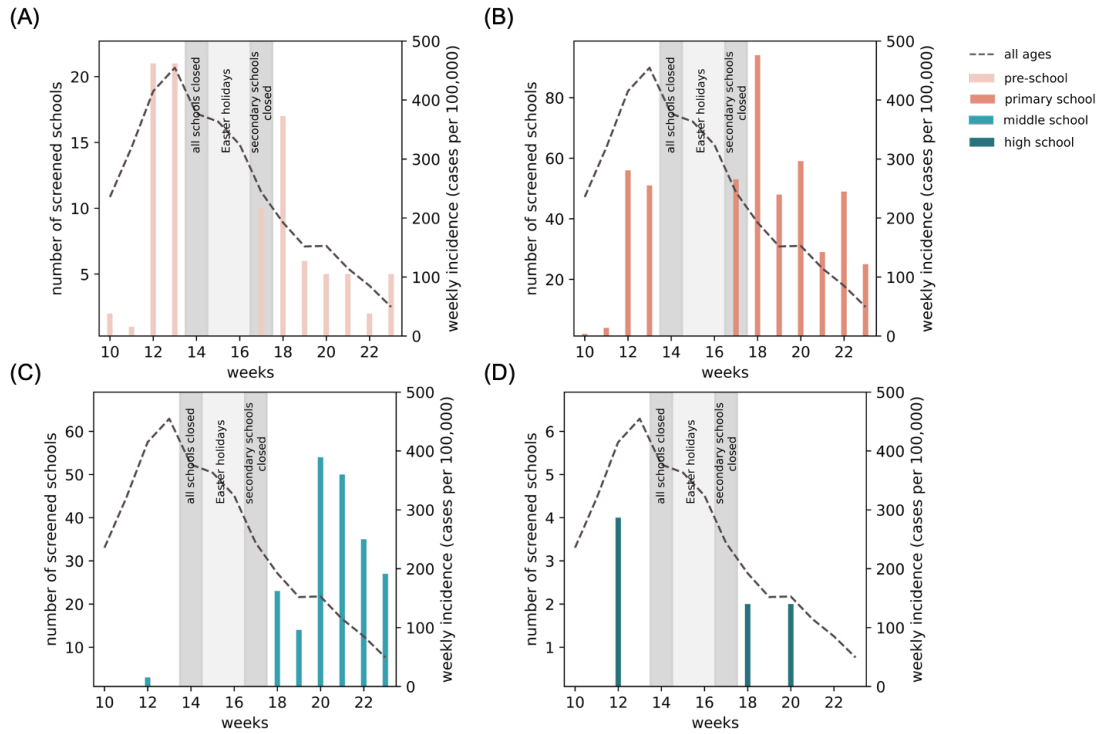 (A)
number of screened schools
20
15
10
5
10
12
14
16
18
20
22
weeks
all schools closed
Easter holidays
secondary schools
closed
500
400
300
200
100
0
weekly incidence (cases per 100,000)
(B)
number of screened schools
80
60
40
20
10
12
14
16
18
20
22
weeks
all schools closed
Easter holidays
secondary schools
closed
500
400
300
200
100
0
weekly incidence (cases per 100,000)
all ages
pre-school
primary school
middle school
high school
(C)
number of screened schools
60
50
40
30
20
10
10
12
14
16
18
20
22
weeks
all schools closed
Easter holidays
secondary schools
closed
500
400
300
200
100
0
weekly incidence (cases per 100,000)
(D)
number of screened schools
6
5
4
3
2
1
10
12
14
16
18
20
22
weeks
all schools closed
Easter holidays
secondary schools
closed
500
400
300
200
100
0
weekly incidence (cases per 100,000)